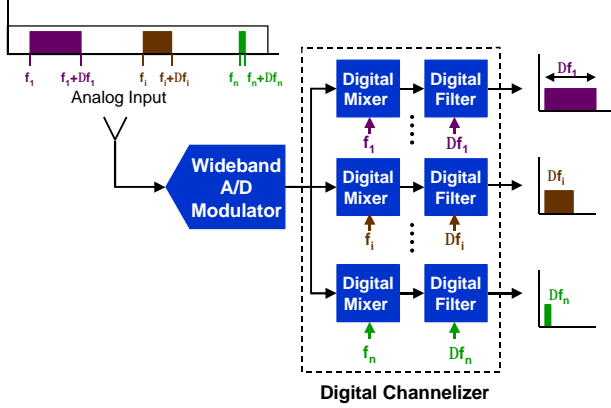 f1 f1+Df1 fi fi+Dfi fn fn+Dfn
Analog Input
Wideband
A/D
Modulator
Digital
Mixer
Digital
Filter
f1 Df1
Df1
Digital
Mixer
Digital
Filter
fi Dfi
Dfi
Digital
Mixer
Digital
Filter
fn Dfn
Dfn
Digital Channelizer